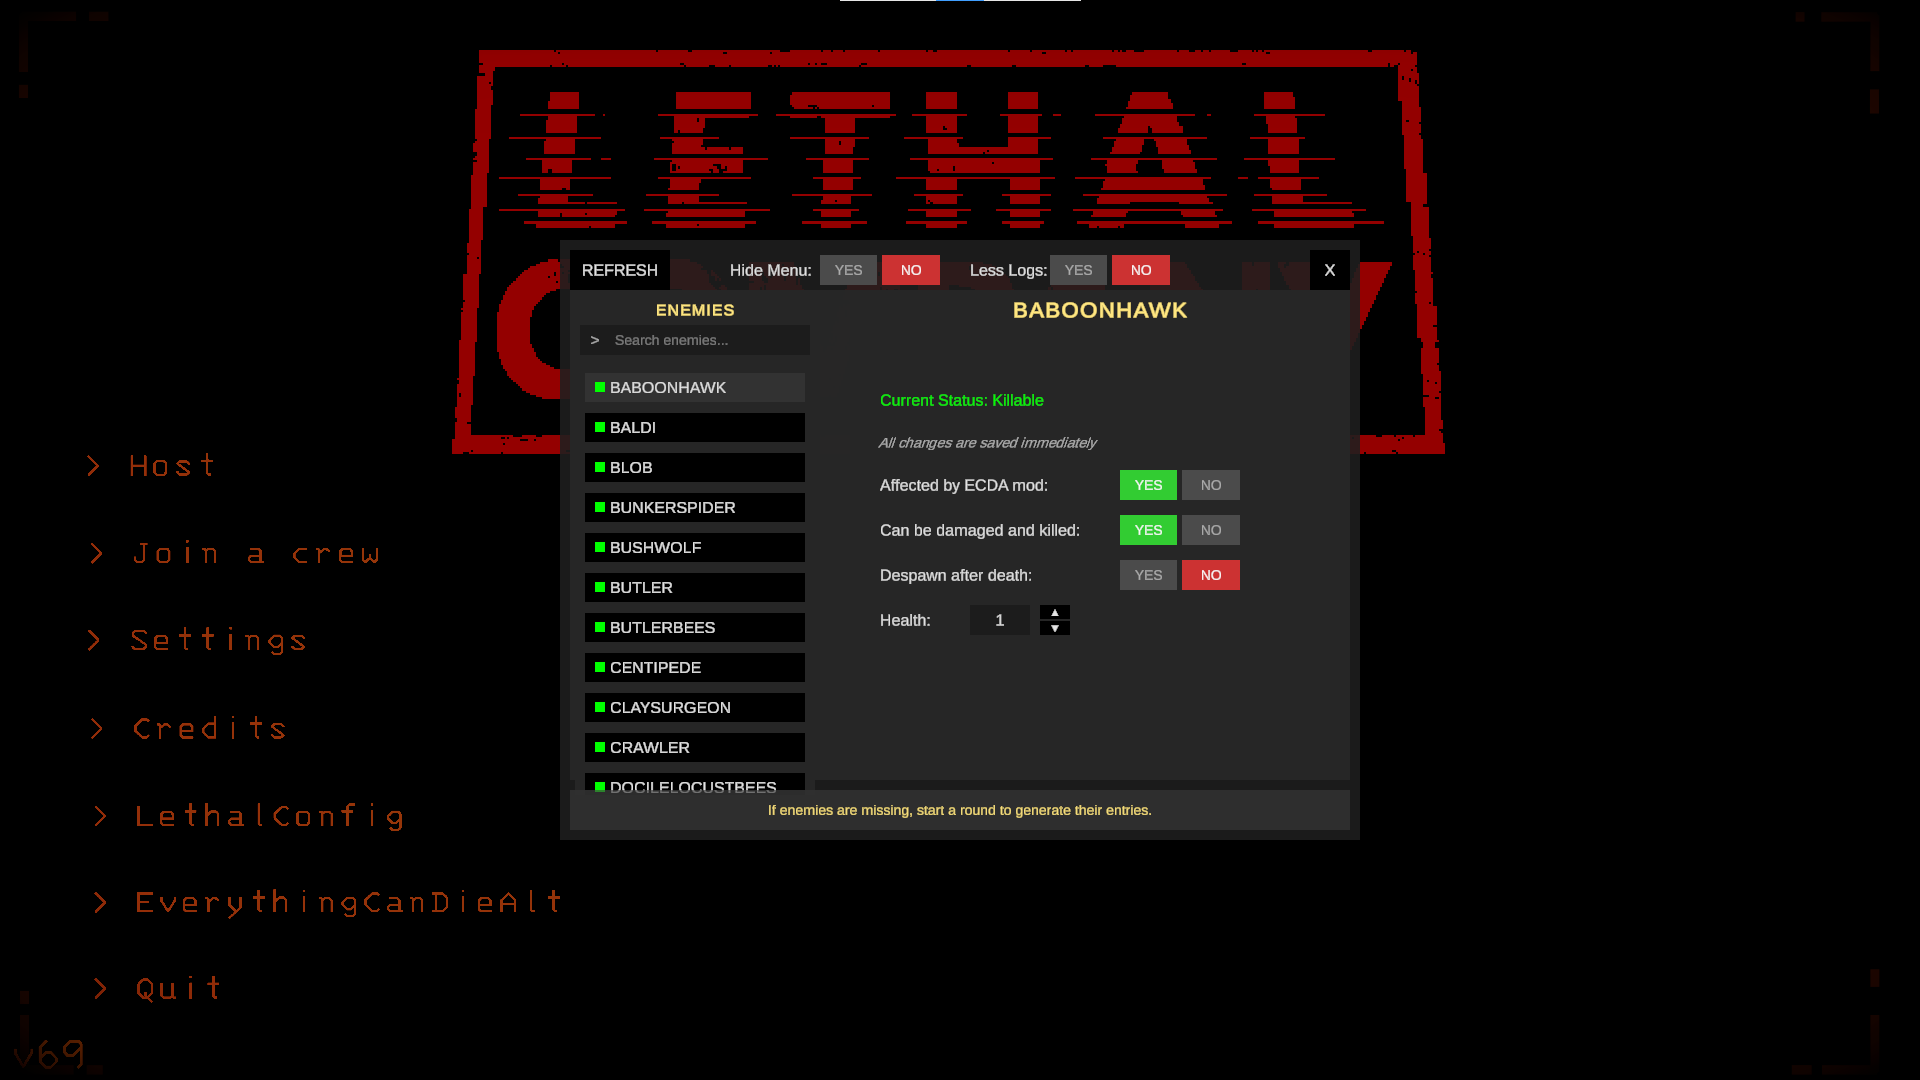 LETHAL
REFRESH
Hide Menu: YES NO
Less Logs: YES NO
X
ENEMIES
> Search enemies...
BABOONHAWK
BALDI
BLOB
BUNKERSPIDER
BUSHWOLF
BUTLER
BUTLERBEES
CENTIPEDE
CLAYSURGEON
CRAWLER
DOCILELOCUSTBEES
BABOONHAWK
Current Status: Killable
All changes are saved immediately
Affected by ECDA mod: YES NO
Can be damaged and killed: YES NO
Despawn after death: YES NO
Health: 1 ▲ ▼
If enemies are missing, start a round to generate their entries.
> Host
> Join a crew
> Settings
> Credits
> LethalConfig
> EverythingCanDieAlt
> Quit
v69